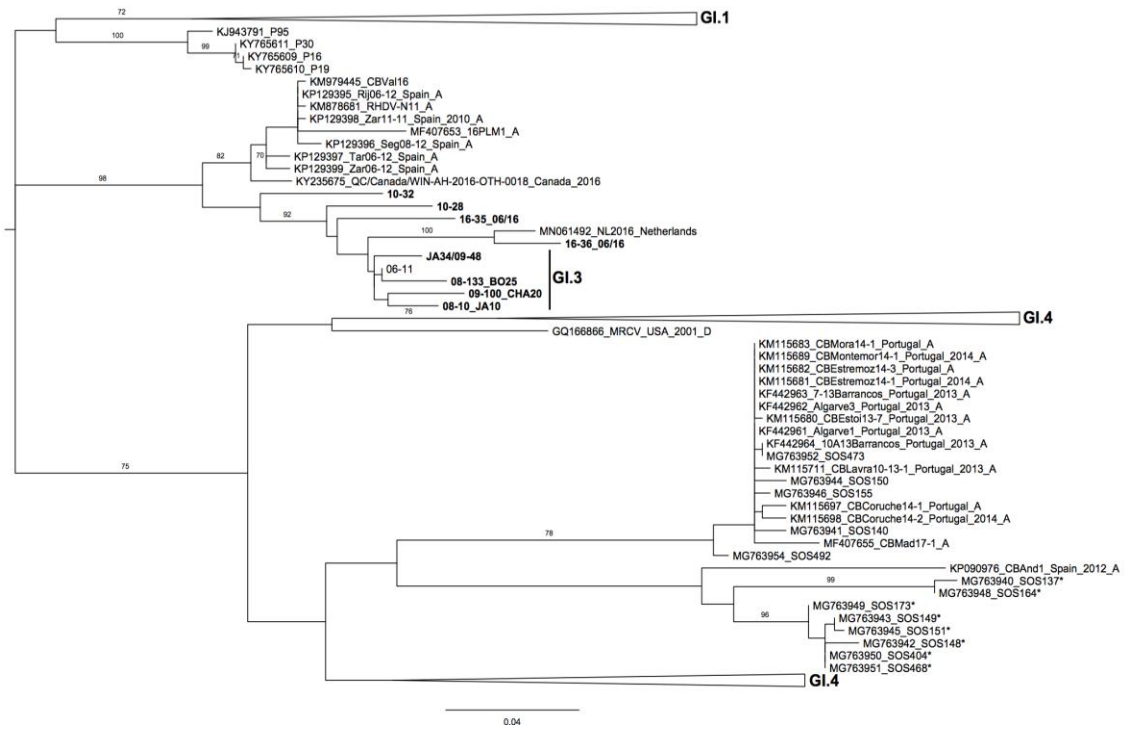 72
GI.1
KJ943791_P95
100
KY765611_P30
99
KY765609_P16
71
KY765610_P19
KM979445_CBVal16
KP129395_Rij06-12_Spain_A
KM878681_RHDV-N11_A
KP129398_Zar11-11_Spain_2010_A
MF407653_16PLM1_A
KP129396_Seg08-12_Spain_A
82
70
KP129397_Tar06-12_Spain_A
KP129399_Zar06-12_Spain_A
98
KY235675_QC/Canada/WIN-AH-2016-OTH-0018_Canada_2016
10-32
10-28
92
16-35_06/16
MN061492_NL2016_Netherlands
100
16-36_06/16
JA34/09-48
06-11
GI.3
08-133_BO25
09-100_CHA20
08-10_JA10
76
GI.4
GQ166866_MRCV_USA_2001_D
KM115683_CBMora14-1_Portugal_A
KM115689_CBMontemor14-1_Portugal_2014_A
KM115682_CBEstremoz14-3_Portugal_A
KM115681_CBEstremoz14-1_Portugal_2014_A
KF442963_7-13Barrancos_Portugal_2013_A
KF442962_Algarve3_Portugal_2013_A
KM115680_CBEstoi13-7_Portugal_2013_A
KF442961_Algarve1_Portugal_2013_A
KF442964_10A13Barrancos_Portugal_2013_A
MG763952_SOS473
75
KM115711_CBLavra10-13-1_Portugal_2013_A
MG763944_SOS150
MG763946_SOS155
KM115697_CBCoruche14-1_Portugal_A
KM115698_CBCoruche14-2_Portugal_2014_A
MG763941_SOS140
78
MF407655_CBMad17-1_A
MG763954_SOS492
KP090976_CBAnd1_Spain_2012_A
99
MG763940_SOS137*
MG763948_SOS164*
MG763949_SOS173*
96
MG763943_SOS149*
MG763945_SOS151*
MG763942_SOS148*
MG763950_SOS404*
MG763951_SOS468*
GI.4
0.04